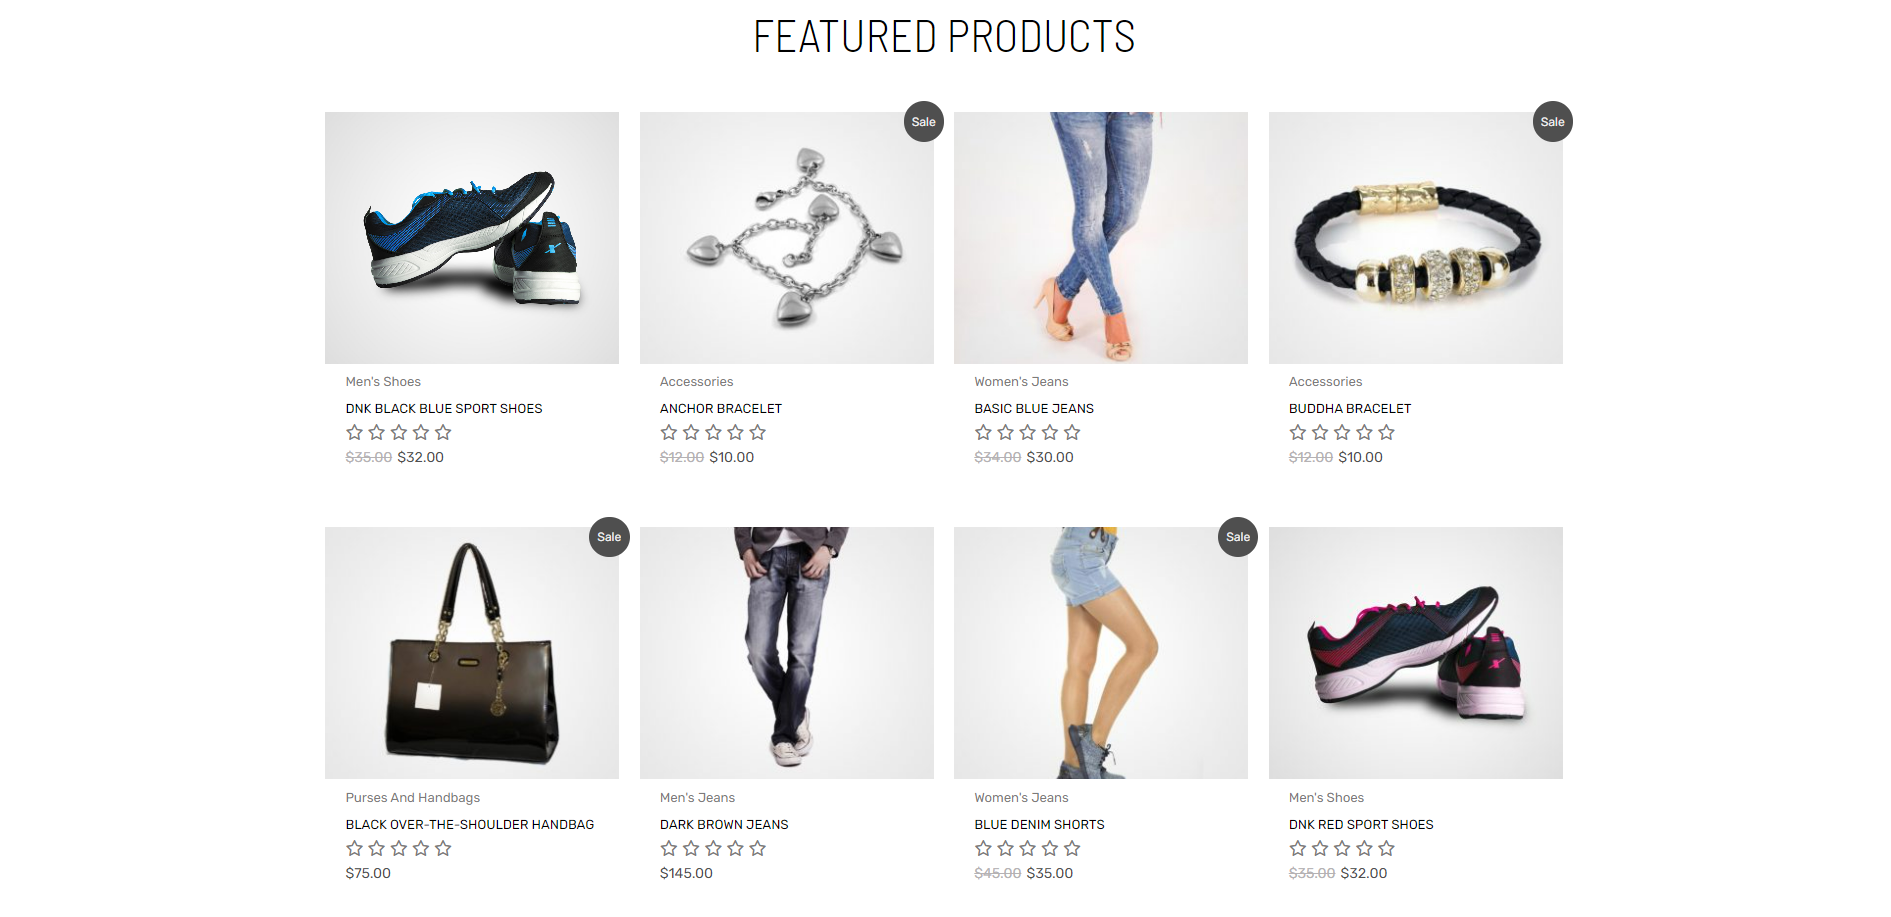 FEATURED PRODUCTS
Sale
Sale
Men's Shoes
DNK BLACK BLUE SPORT SHOES
$35.00 $32.00
Accessories
ANCHOR BRACELET
$12.00 $10.00
Women's Jeans
BASIC BLUE JEANS
$34.00 $30.00
Accessories
BUDDHA BRACELET
$12.00 $10.00
Sale
Sale
Purses And Handbags
BLACK OVER-THE-SHOULDER HANDBAG
$75.00
Men's Jeans
DARK BROWN JEANS
$145.00
Women's Jeans
BLUE DENIM SHORTS
$45.00 $35.00
Men's Shoes
DNK RED SPORT SHOES
$35.00 $32.00